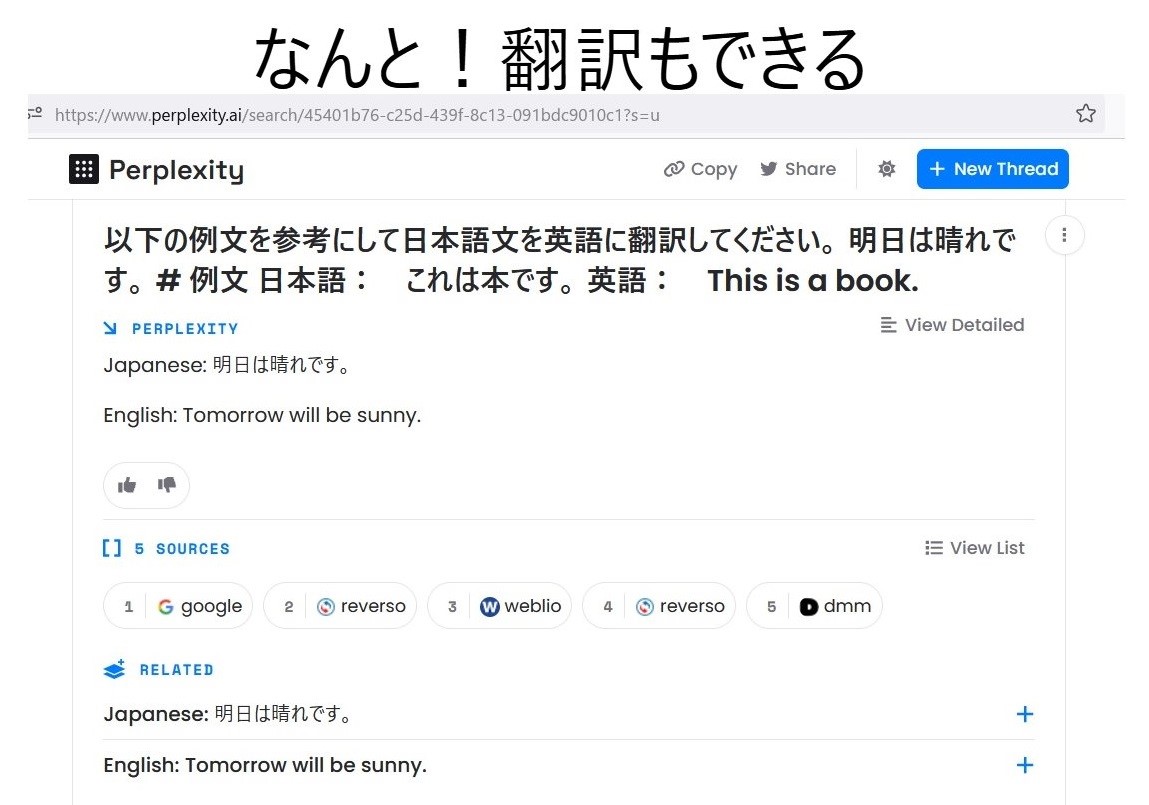 なんと！翻訳もできる
https://www.perplexity.ai/search/45401b76-c25d-439f-8c13-091bdc9010c1?s=u
Perplexity
Copy
Share
New Thread
以下の例文を参考にして日本語文を英語に翻訳してください。明日は晴れで
す。# 例文 日本語：　これは本です。英語：　This is a book.
PERPLEXITY
View Detailed
Japanese: 明日は晴れです。
English: Tomorrow will be sunny.
5 SOURCES
View List
1 google 2 reverso 3 weblio 4 reverso 5 dmm
RELATED
Japanese: 明日は晴れです。
English: Tomorrow will be sunny.